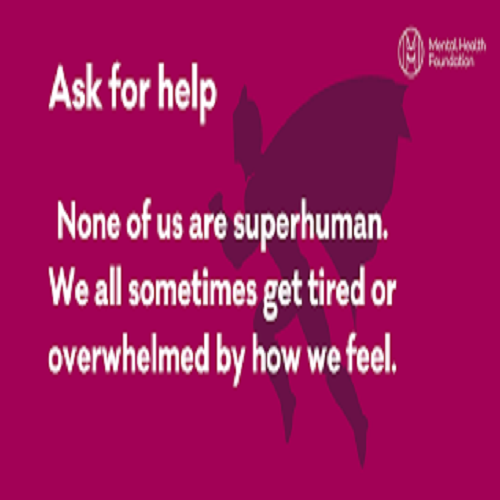 Mental Health
Foundation
Ask for help
None of us are superhuman.
We all sometimes get tired or
overwhelmed by how we feel.